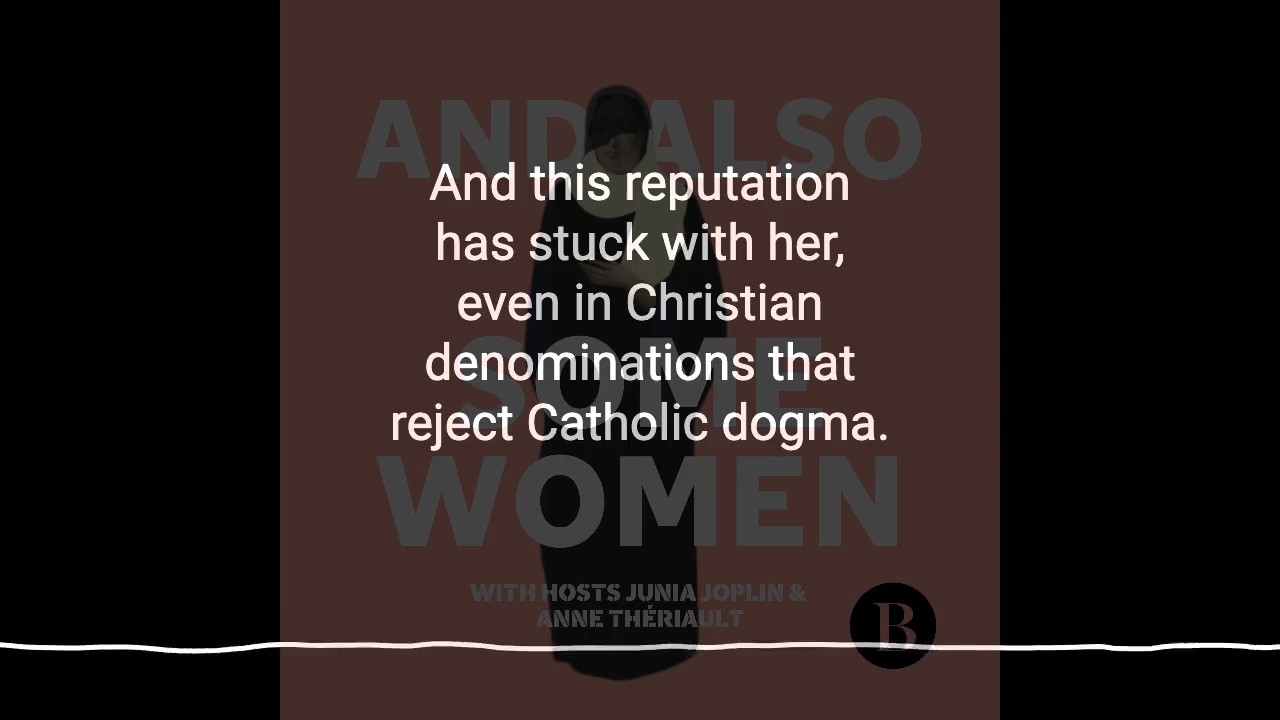 AND ALSO
SOME
WOMEN
WITH HOSTS JUNIA JOPLIN &
ANNE THÉRIAULT
B
And this reputation
has stuck with her,
even in Christian
denominations that
reject Catholic dogma.